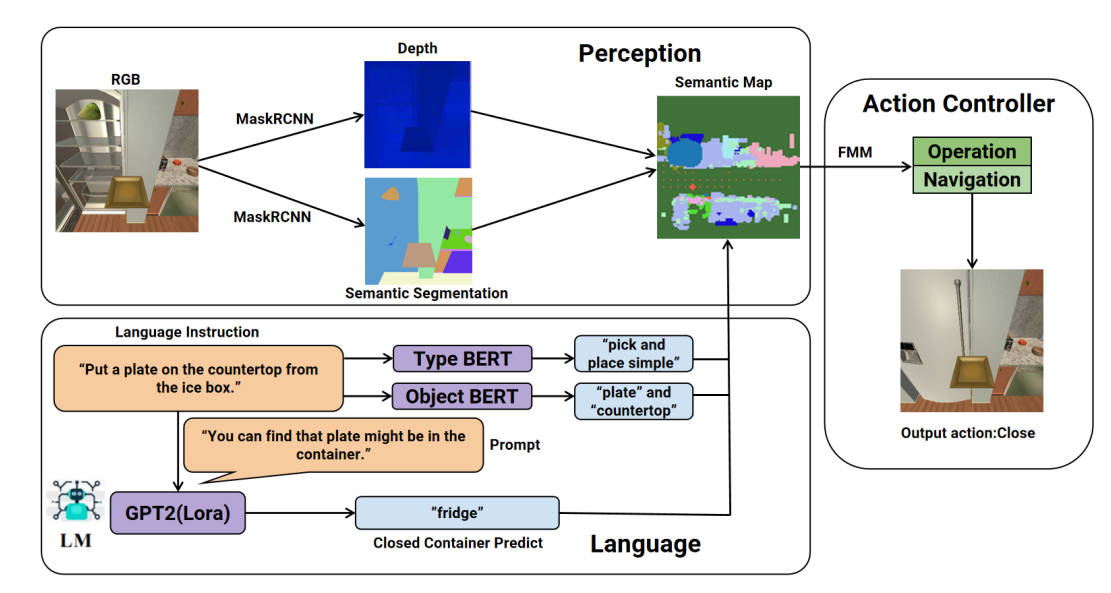 Perception
RGB
Depth
MaskRCNN
MaskRCNN
Semantic Segmentation
Semantic Map
FMM
Action Controller
Operation
Navigation
Output action:Close
Language Instruction
“Put a plate on the countertop from
the ice box.”
Type BERT
“pick and
place simple”
Object BERT
“plate” and
“countertop”
“You can find that plate might be in the
container.”
Prompt
LM
GPT2(Lora)
”fridge“
Closed Container Predict
Language